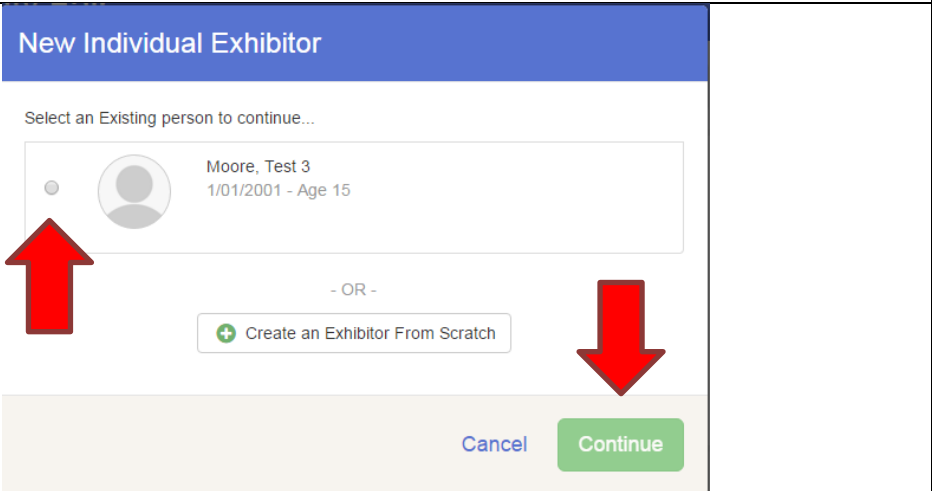 New Individual Exhibitor
Select an Existing person to continue...
Moore, Test 3
1/01/2001 - Age 15
- OR -
Create an Exhibitor From Scratch
Cancel
Continue